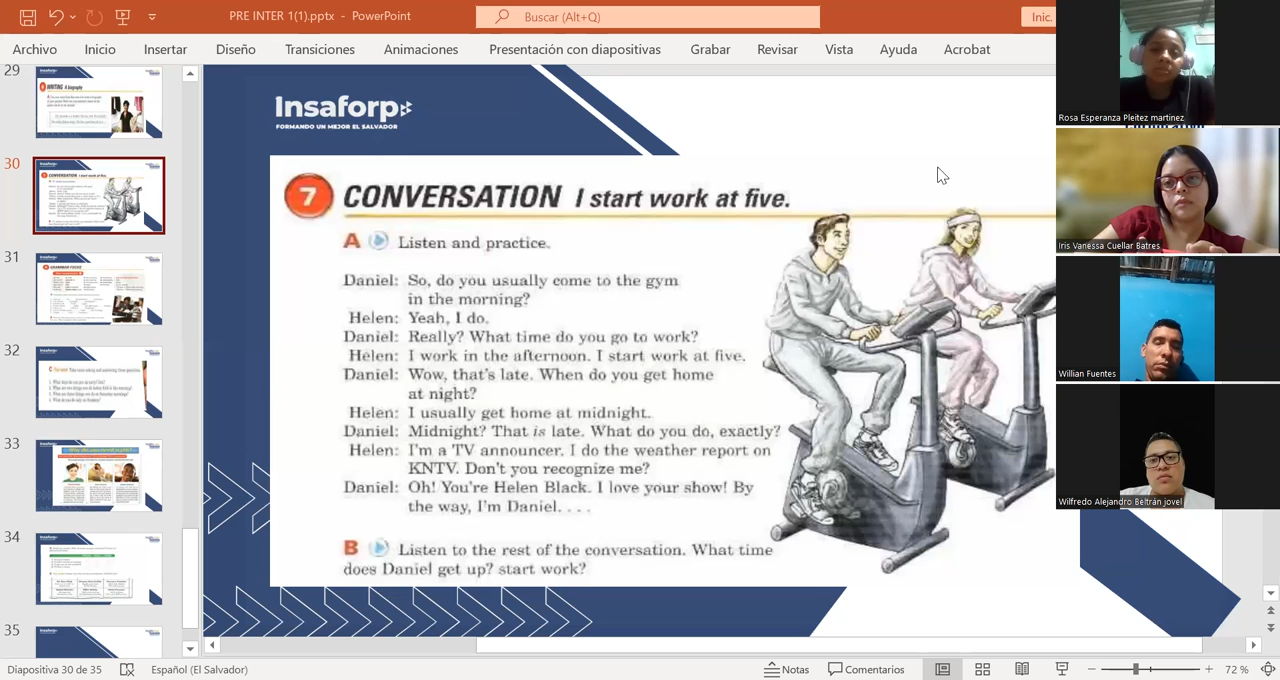 PRE INTER 1(1).pptx - PowerPoint
Buscar (Alt+Q)
Inic.
Archivo Inicio Insertar Diseño Transiciones Animaciones Presentación con diapositivas Grabar Revisar Vista Ayuda Acrobat
29
30
31
32
33
34
35
Insaforp
FORMANDO UN MEJOR EL SALVADOR
7 CONVERSATION I start work at five.
A Listen and practice.
Daniel: So, do you usually come to the gym
in the morning?
Helen: Yeah, I do.
Daniel: Really? What time do you go to work?
Helen: I work in the afternoon. I start work at five.
Daniel: Wow, that's late. When do you get home
at night?
Helen: I usually get home at midnight.
Daniel: Midnight? That is late. What do you do, exactly?
Helen: I'm a TV announcer. I do the weather report on
KNTV. Don't you recognize me?
Daniel: Oh! You're Helen Black. I love your show! By
the way, I'm Daniel. . . .
B Listen to the rest of the conversation. What time
does Daniel get up? start work?
Rosa Esperanza Pleitez martinez
Iris Vanessa Cuellar Batres
Willian Fuentes
Wilfredo Alejandro Beltrán jovel
Diapositiva 30 de 35 Español (El Salvador) Notas Comentarios 72 %